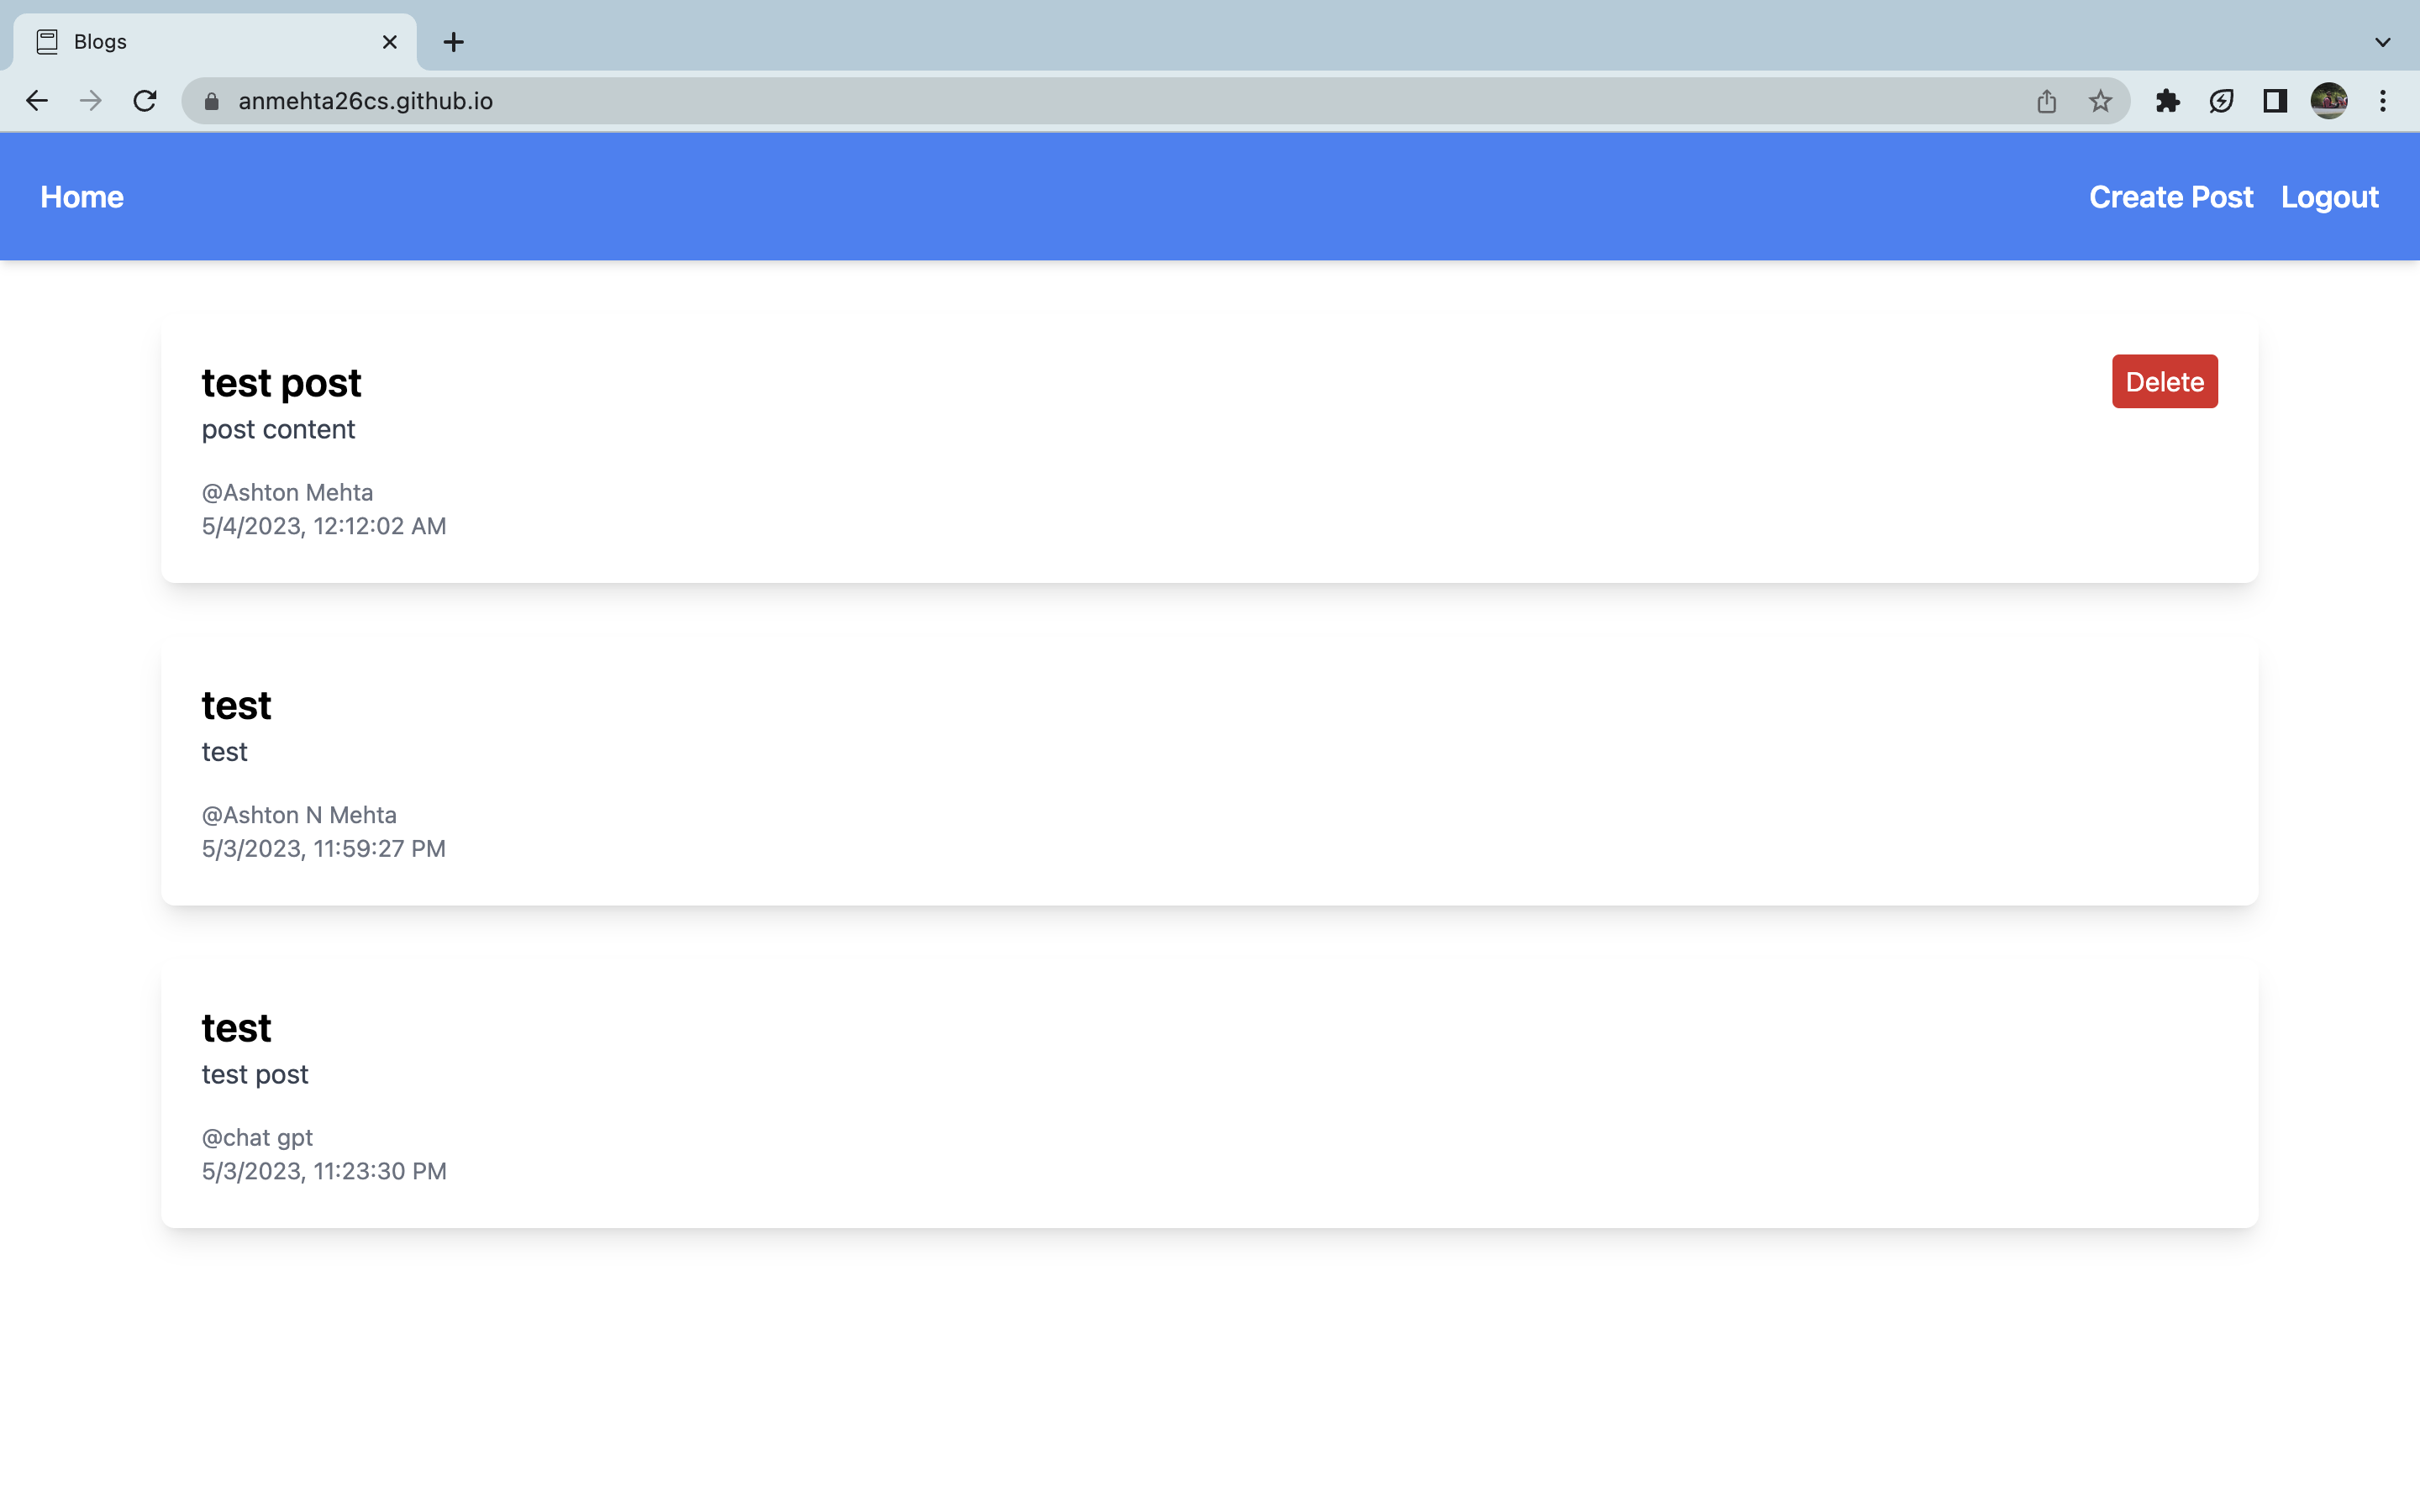 Blogs
anmehta26cs.github.io
Home Create Post Logout
test post Delete
post content
@Ashton Mehta
5/4/2023, 12:12:02 AM
test
test
@Ashton N Mehta
5/3/2023, 11:59:27 PM
test
test post
@chat gpt
5/3/2023, 11:23:30 PM